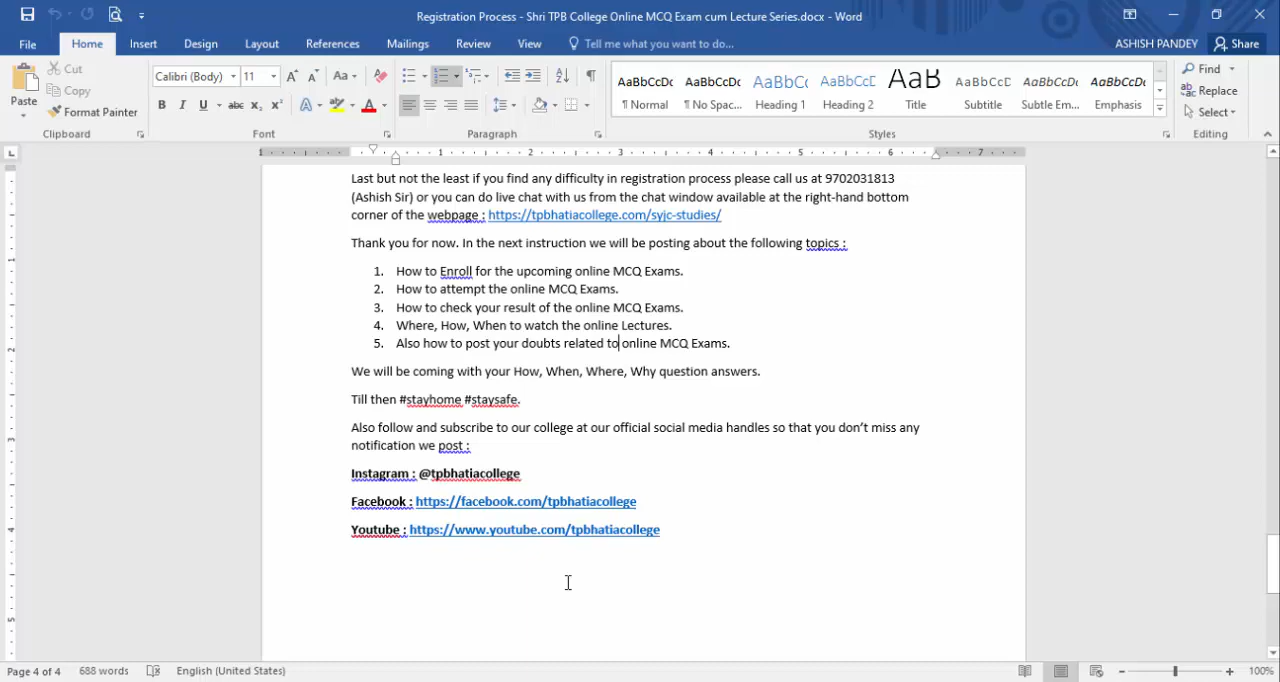 Registration Process - Shri TPB College Online MCQ Exam cum Lecture Series.docx - Word
File Home Insert Design Layout References Mailings Review View Tell me what you want to do... ASHISH PANDEY Share
Paste Cut Copy Format Painter
Calibri (Body) 11
AaBbCcDc AaBbCcDc AaBbCc AaBbCcE AaB AaBbCcD AaBbCcDc AaBbCcDc
¶ Normal ¶ No Spac... Heading 1 Heading 2 Title Subtitle Subtle Em... Emphasis
Find Replace Select
Clipboard Font Paragraph Styles Editing
1 1 2 3 4 5 6 7
Last but not the least if you find any difficulty in registration process please call us at 9702031813
(Ashish Sir) or you can do live chat with us from the chat window available at the right-hand bottom
corner of the webpage : https://tpbhatiacollege.com/syjc-studies/
Thank you for now. In the next instruction we will be posting about the following topics :
1. How to Enroll for the upcoming online MCQ Exams.
2. How to attempt the online MCQ Exams.
3. How to check your result of the online MCQ Exams.
4. Where, How, When to watch the online Lectures.
5. Also how to post your doubts related to online MCQ Exams.
We will be coming with your How, When, Where, Why question answers.
Till then #stayhome #staysafe.
Also follow and subscribe to our college at our official social media handles so that you don’t miss any
notification we post :
Instagram : @tpbhatiacollege
Facebook : https://facebook.com/tpbhatiacollege
Youtube : https://www.youtube.com/tpbhatiacollege
Page 4 of 4 688 words English (United States) 100%